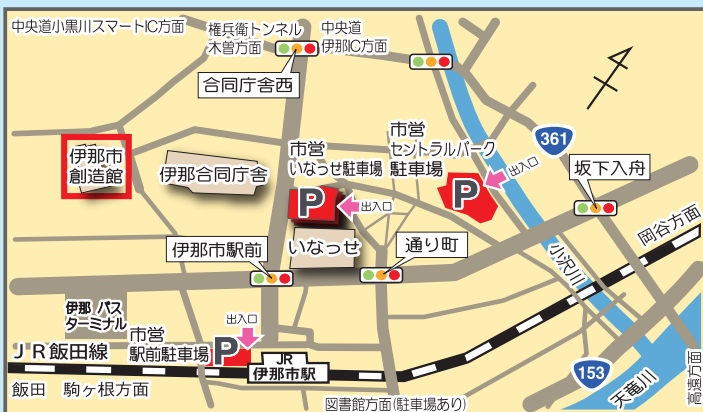 中央道小黒川スマートIC方面
権兵衛トンネル
木曽方面
中央道
伊那IC方面
合同庁舎西
361
伊那市
創造館
伊那合同庁舎
市営
いなっせ駐車場
P
出入口
市営
セントラルパーク
駐車場
P
出入口
坂下入舟
いなっせ
伊那市駅前
通り町
小沢川
岡谷方面
伊那 バス
ターミナル
出入口
市営
駅前駐車場
P
JR飯田線
JR
伊那市駅
153
天竜川
高遠方面
飯田 駒ヶ根方面
図書館方面(駐車場あり)